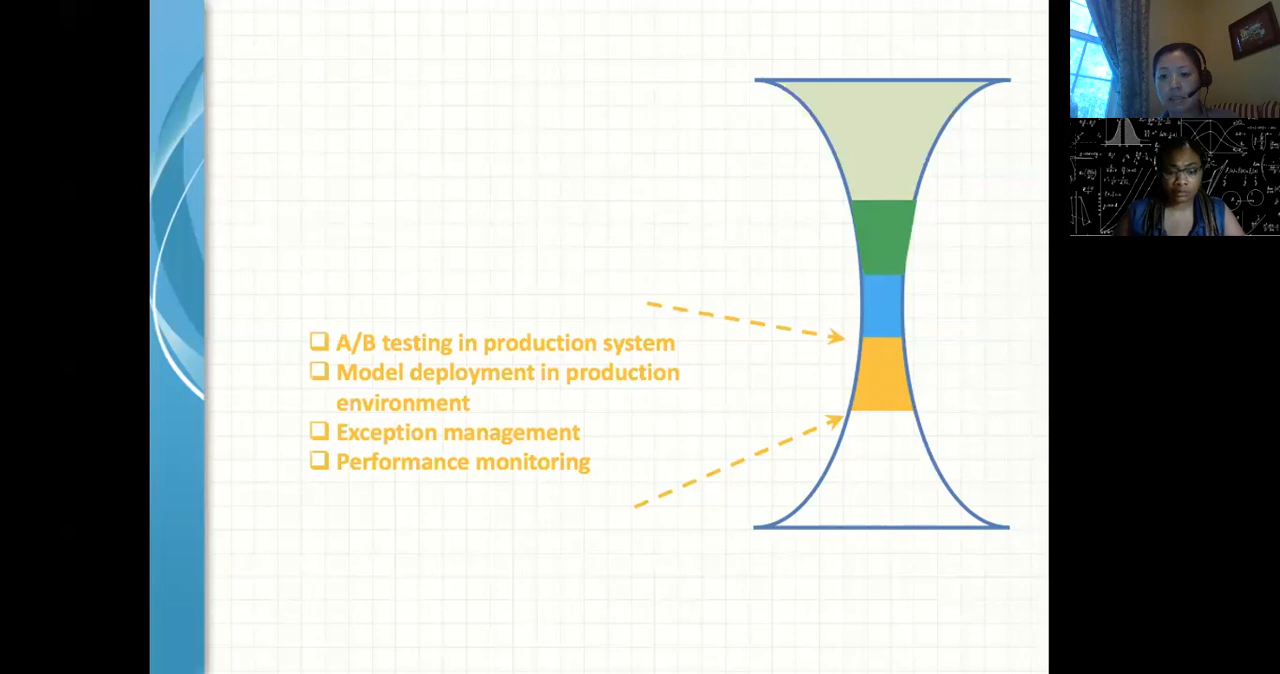 A/B testing in production system
Model deployment in production
environment
Exception management
Performance monitoring